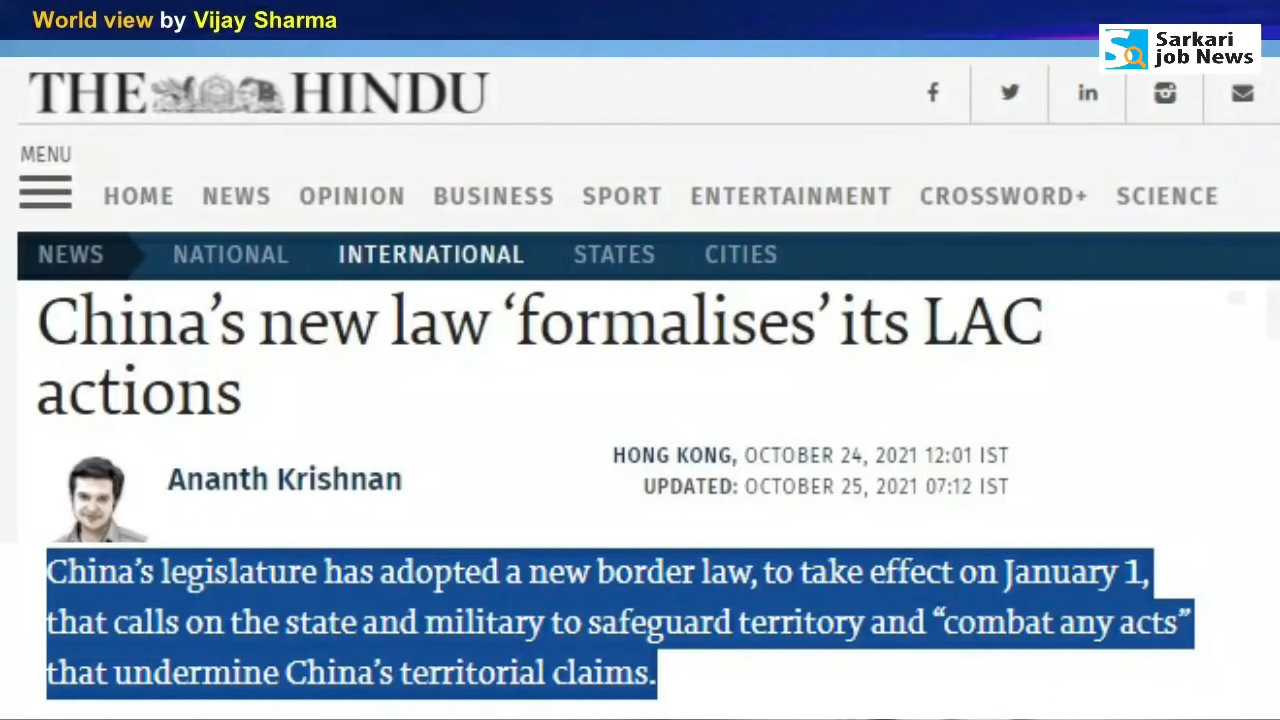 World view by Vijay Sharma
Sarkari
Job News
THE HINDU
MENU
HOME NEWS OPINION BUSINESS SPORT ENTERTAINMENT CROSSWORD+ SCIENCE
NEWS NATIONAL INTERNATIONAL STATES CITIES
China’s new law ‘formalises’ its LAC
actions
Ananth Krishnan
HONG KONG, OCTOBER 24, 2021 12:01 IST
UPDATED: OCTOBER 25, 2021 07:12 IST
China’s legislature has adopted a new border law, to take effect on January 1,
that calls on the state and military to safeguard territory and “combat any acts”
that undermine China’s territorial claims.